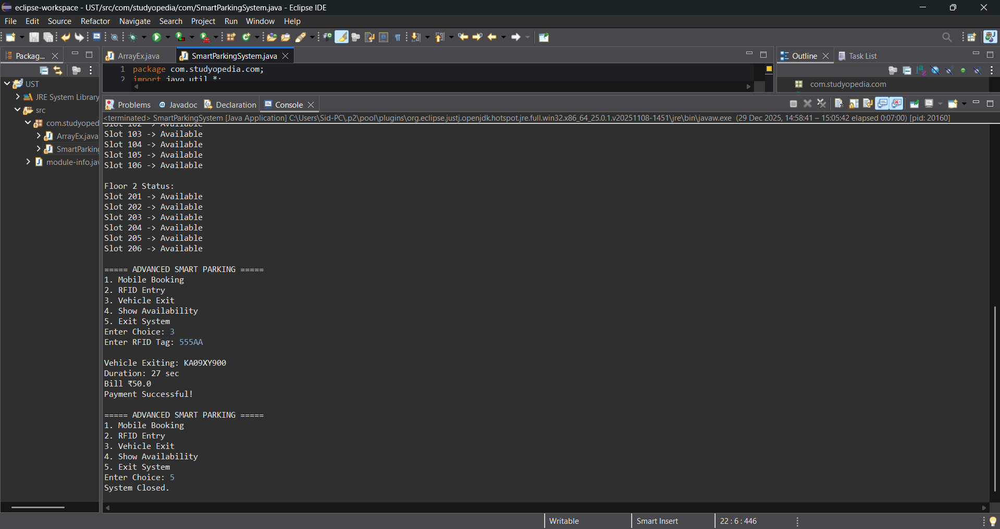 eclipse-workspace - UST/src/com/studyopedia/com/SmartParkingSystem.java - Eclipse IDE
File Edit Source Refactor Navigate Search Project Run Window Help
Packag...
ArrayEx.java
SmartParkingSystem.java
Outline
Task List
1 package com.studyopedia.com;
2 import java util *;
com.studyopedia.com
UST
JRE System Library
src
com.studyoped
ArrayEx.java
SmartParking
module-info.jav
Problems
@ Javadoc
Declaration
Console
<terminated> SmartParkingSystem [Java Application] C:\Users\Sid-PC\.p2\pool\plugins\org.eclipse.justj.openjdk.hotspot.jre.full.win32.x86_64_25.0.1.v20251108-1451\jre\bin\javaw.exe (29 Dec 2025, 14:58:41 – 15:05:42 elapsed 0:07:00) [pid: 20160]
Slot 102 -> Available
Slot 103 -> Available
Slot 104 -> Available
Slot 105 -> Available
Slot 106 -> Available
Floor 2 Status:
Slot 201 -> Available
Slot 202 -> Available
Slot 203 -> Available
Slot 204 -> Available
Slot 205 -> Available
Slot 206 -> Available
===== ADVANCED SMART PARKING =====
1. Mobile Booking
2. RFID Entry
3. Vehicle Exit
4. Show Availability
5. Exit System
Enter Choice: 3
Enter RFID Tag: 555AA
Vehicle Exiting: KA09XY900
Duration: 27 sec
Bill ₹50.0
Payment Successful!
===== ADVANCED SMART PARKING =====
1. Mobile Booking
2. RFID Entry
3. Vehicle Exit
4. Show Availability
5. Exit System
Enter Choice: 5
System Closed.
Writable
Smart Insert
22 : 6 : 446